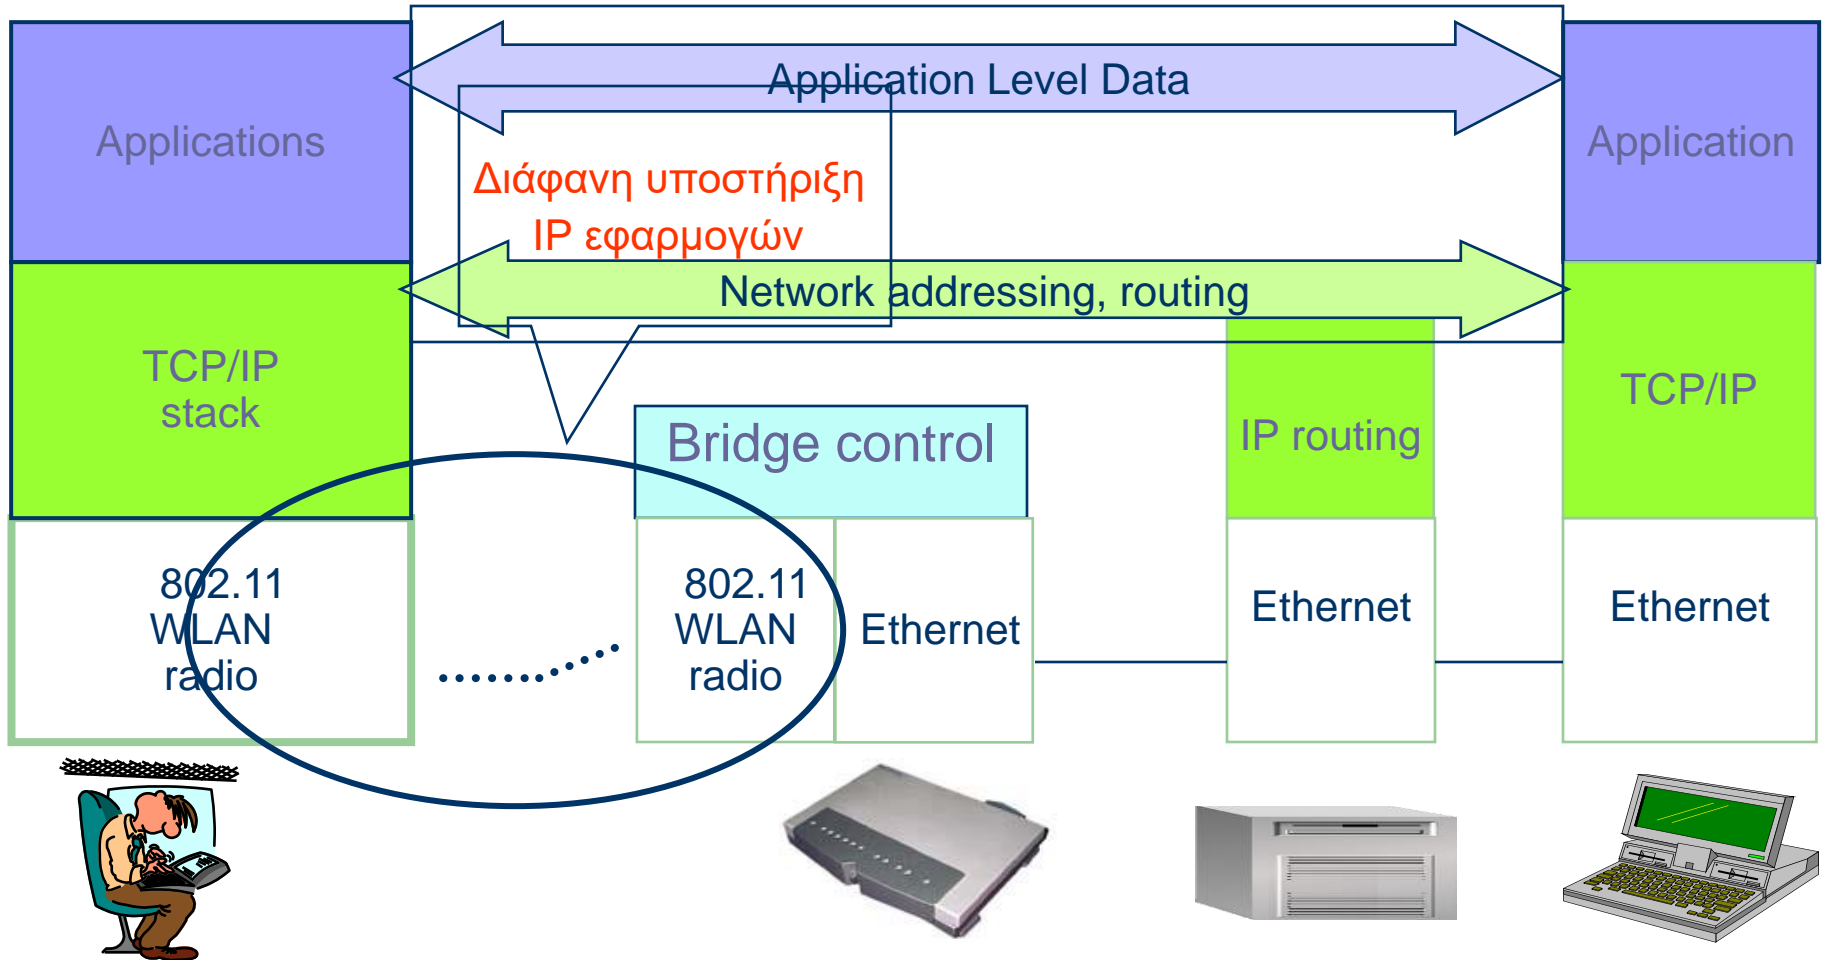 Application Level Data
Applications
Application
Διάφανη υποστήριξη
IP εφαρμογών
Network addressing, routing
TCP/IP
stack
TCP/IP
Bridge control
IP routing
802.11
WLAN
radio
802.11
WLAN
radio
Ethernet
Ethernet
Ethernet